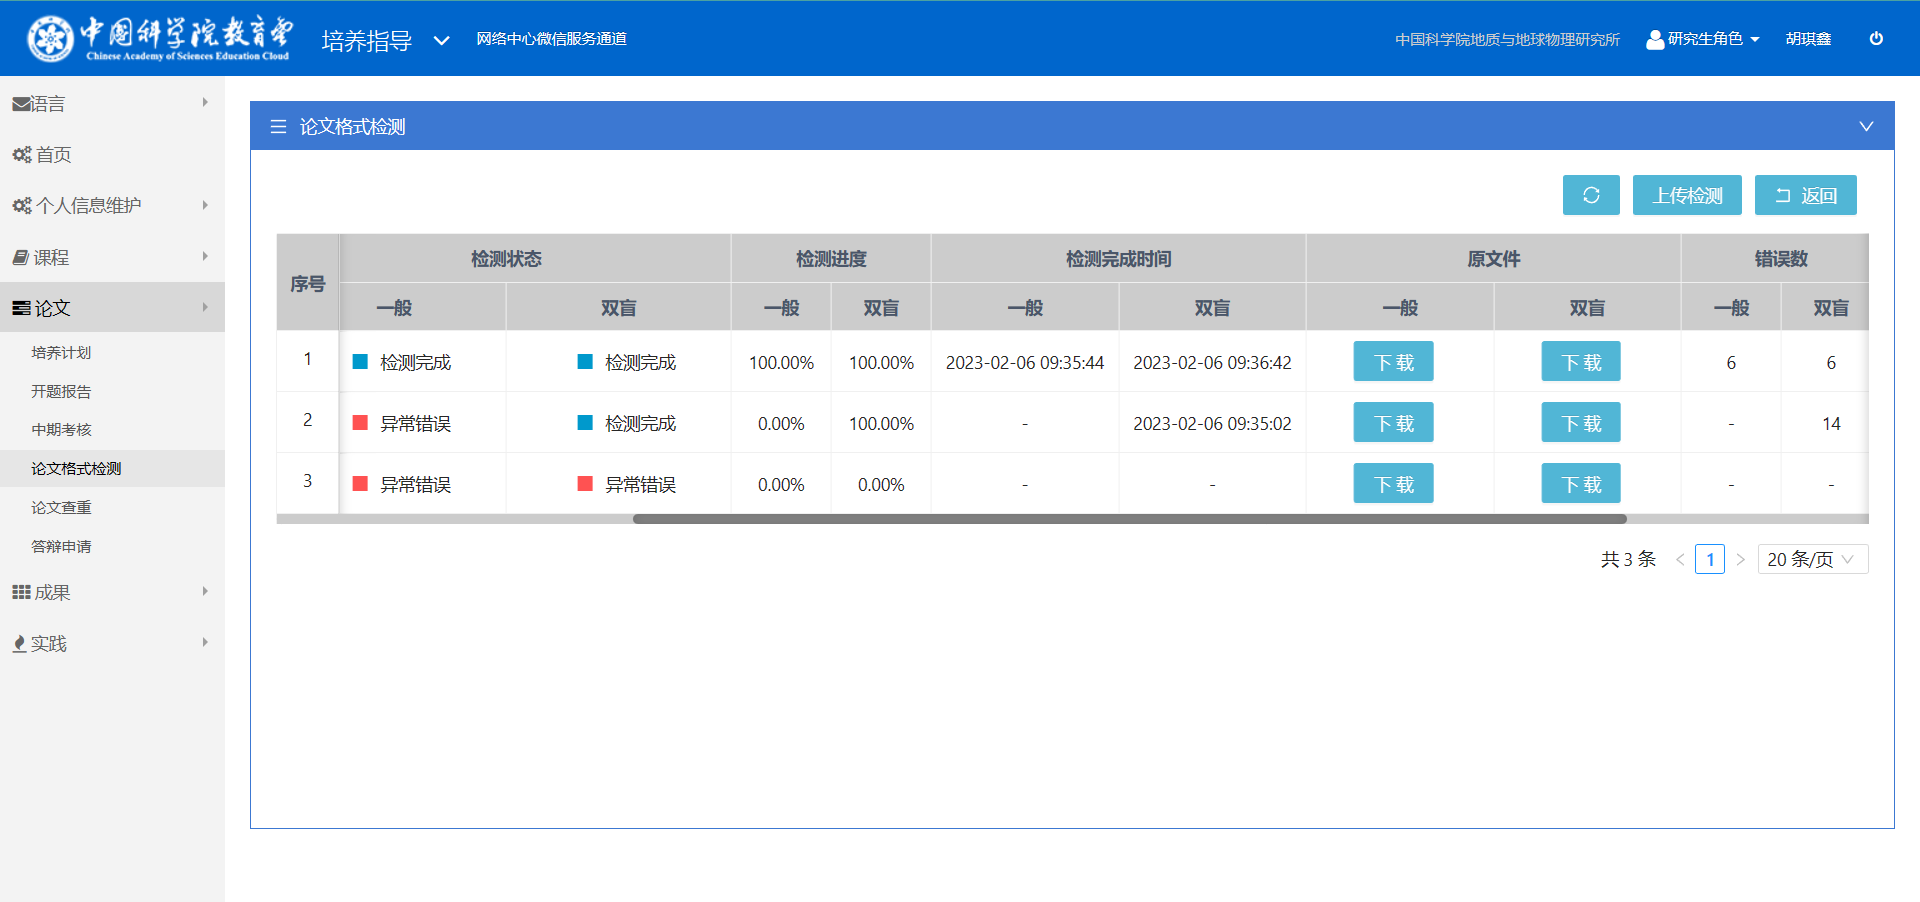 中国科学院教育云
Chinese Academy of Sciences Education Cloud
培养指导
网络中心微信服务通道
中国科学院地质与地球物理研究所
研究生角色
胡琪鑫
语言
首页
个人信息维护
课程
论文
培养计划
开题报告
中期考核
论文格式检测
论文查重
答辩申请
成果
实践
论文格式检测
上传检测
返回
序号 检测状态 检测进度 检测完成时间 原文件 错误数
一般 双盲 一般 双盲 一般 双盲 一般 双盲 一般 双盲
1 检测完成 检测完成 100.00% 100.00% 2023-02-06 09:35:44 2023-02-06 09:36:42 下载 下载 6 6
2 异常错误 检测完成 0.00% 100.00% - 2023-02-06 09:35:02 下载 下载 - 14
3 异常错误 异常错误 0.00% 0.00% - - 下载 下载 - -
共 3 条 < 1 > 20 条/页